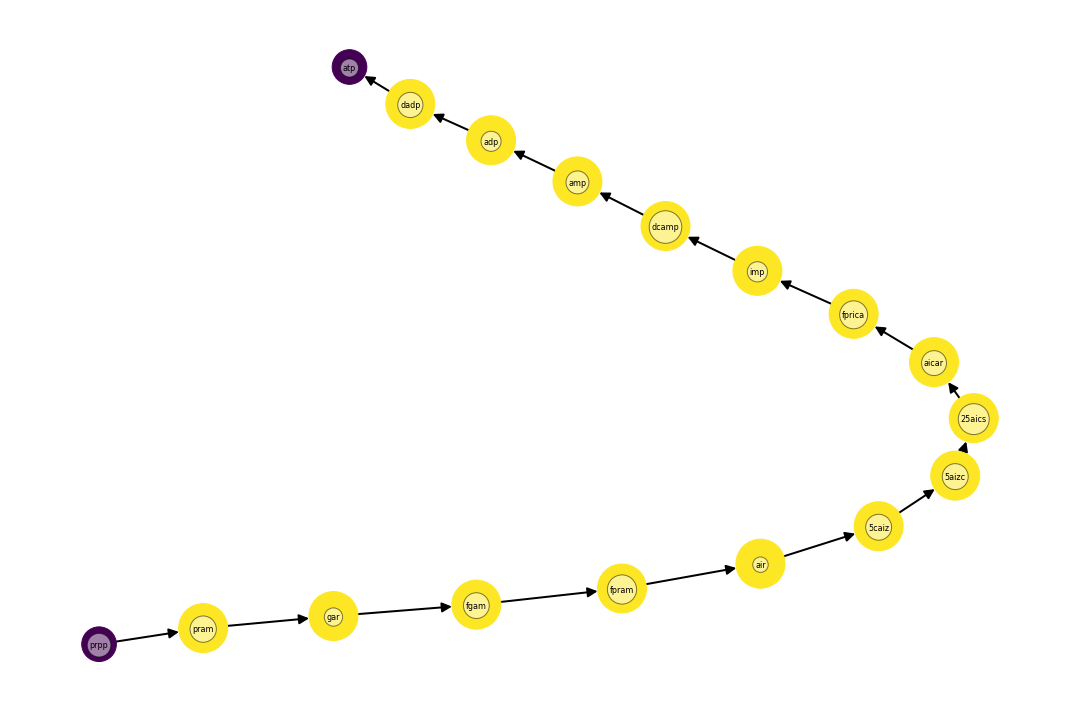 atp
dadp
adp
amp
dcamp
imp
fprica
aicar
25aics
5aizc
5caiz
air
fpram
fgam
gar
pram
prpp